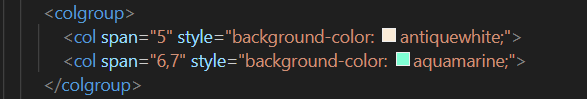 <colgroup>
<col span="5" style="background-color: antiquewhite;">
<col span="6,7" style="background-color: aquamarine;">
</colgroup>